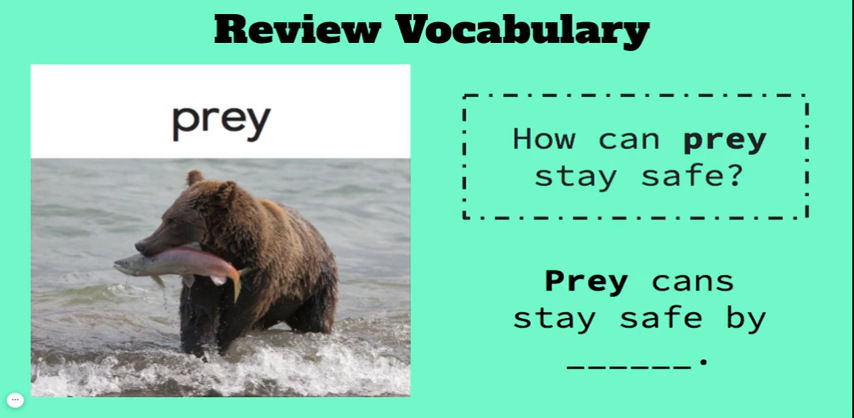 Review Vocabulary
prey
How can prey
stay safe?
Prey cans
stay safe by
______.